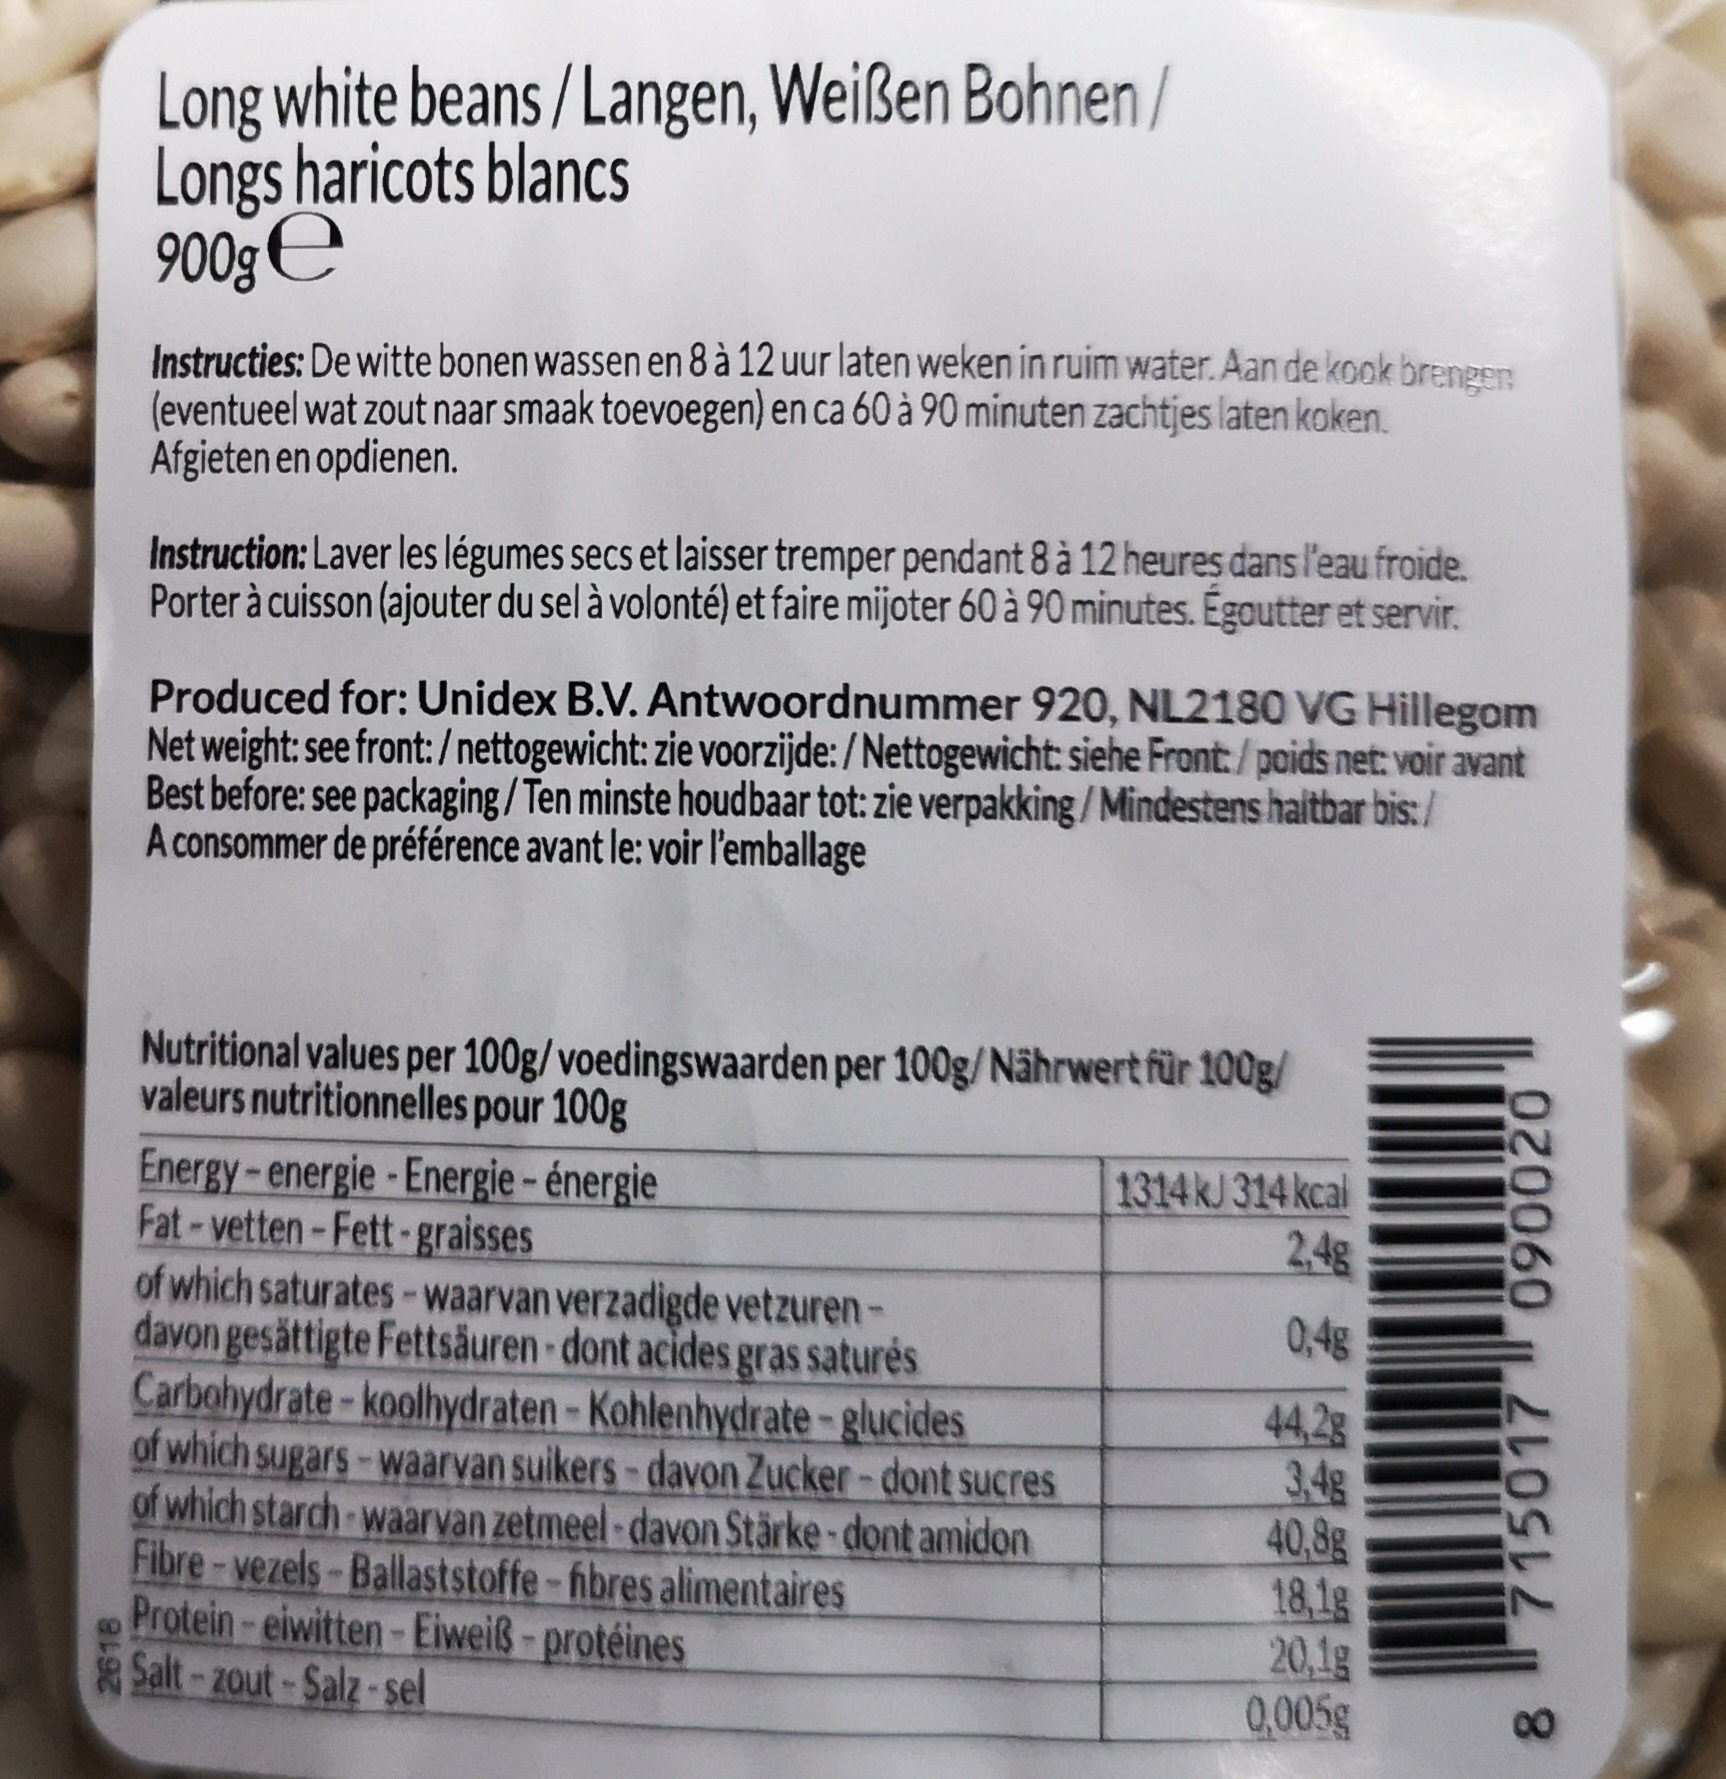 Long white beans / Langen, Weißen Bohnen /
Longs haricots blancs
900g e
Instructies: De witte bonen wassen en 8 à 12 uur laten weken in ruim water. Aan de kook brengen
(eventueel wat zout naar smaak toevoegen) en ca 60 à 90 minuten zachtjes laten koken.
Afgieten en opdienen.
Instruction: Laver les légumes secs et laisser tremper pendant 8 à 12 heures dans l'eau froide.
Porter à cuisson (ajouter du sel à volonté) et faire mijoter 60 à 90 minutes. Égoutter et servir.
Produced for: Unidex B.V. Antwoordnummer 920, NL2180 VG Hillegom
Net weight: see front: / nettogewicht: zie voorzijde: / Nettogewicht: siehe Front: / poids net: voir avant
Best before: see packaging / Ten minste houdbaar tot: zie verpakking / Mindestens haltbar bis: /
A consommer de préférence avant le: voir l'emballage
Nutritional values per 100g/ voedingswaarden per 100g/ Nährwert für 100g/
valeurs nutritionnelles pour 100g
Energy - energie - Energie - énergie 1314 kJ 314 kcal
Fat - vetten - Fett - graisses 2,4g
of which saturates - waarvan verzadigde vetzuren -
davon gesättigte Fettsäuren - dont acides gras saturés 0,4g
Carbohydrate - koolhydraten - Kohlenhydrate - glucides 44,2g
of which sugars - waarvan suikers - davon Zucker - dont sucres 3,4g
of which starch - waarvan zetmeel - davon Stärke - dont amidon 40,8g
Fibre - vezels - Ballaststoffe - fibres alimentaires 18,1g
Protein - eiwitten - Eiweiß - protéines 20,1g
Salt - zout - Salz - sel 0,005g
8 715017 090020